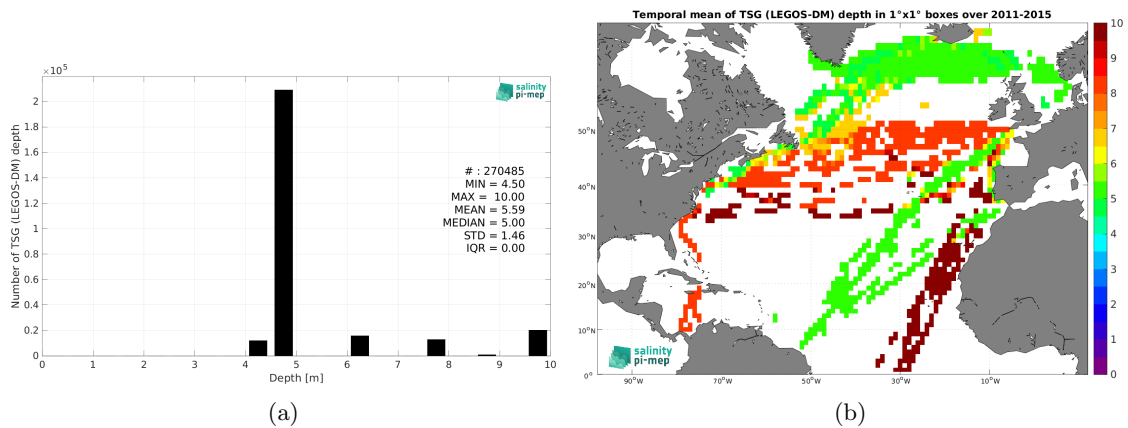 ×10⁵
2
1.8
1.6
1.4
1.2
1
0.8
0.6
0.4
0.2
0
Number of TSG (LEGOS-DM) depth
salinity
pi-mep
# : 270485
MIN = 4.50
MAX = 10.00
MEAN = 5.59
MEDIAN = 5.00
STD = 1.46
IQR = 0.00
0 1 2 3 4 5 6 7 8 9 10
Depth [m]
(a)
Temporal mean of TSG (LEGOS-DM) depth in 1°x1° boxes over 2011-2015
50°N
40°N
30°N
20°N
10°N
0°
salinity
pi-mep
90°W 70°W 50°W 30°W 10°W
10
9
8
7
6
5
4
3
2
1
0
(b)